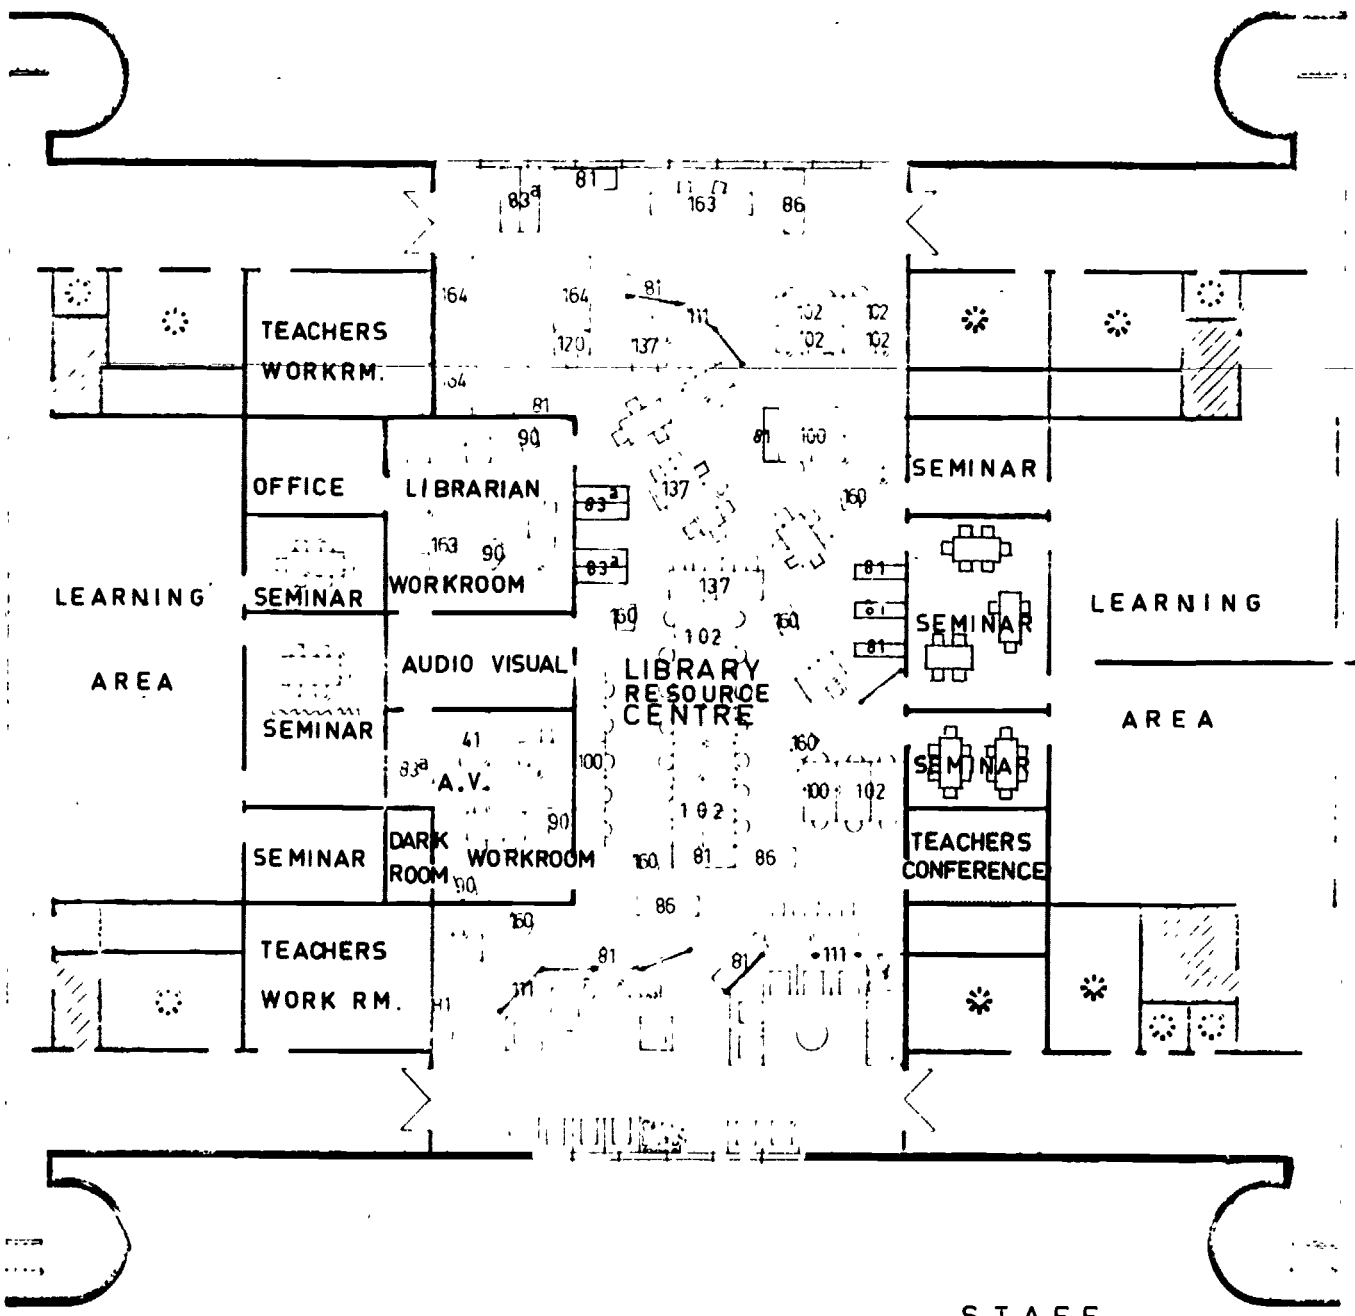 81
83a
163
86
164
164
81
111
102
102
120
137
102
102
TEACHERS
WORKRM.
164
81
90
81
100
SEMINAR
OFFICE
LIBRARIAN
83a
137
160
163
90
83a
81
WORKROOM
137
LEARNING
SEMINAR
160
160
81
SEMINAR
LEARNING
102
81
AUDIO VISUAL
LIBRARY
RESOURCE
CENTRE
AREA
AREA
SEMINAR
41
160
83a
A.V.
100
SEMINAR
100
102
102
90
DARK
ROOM
SEMINAR
WORKROOM
160
81
86
TEACHERS
CONFERENCE
90
160
86
TEACHERS
WORK RM.
81
81
111
111
81
STAFF